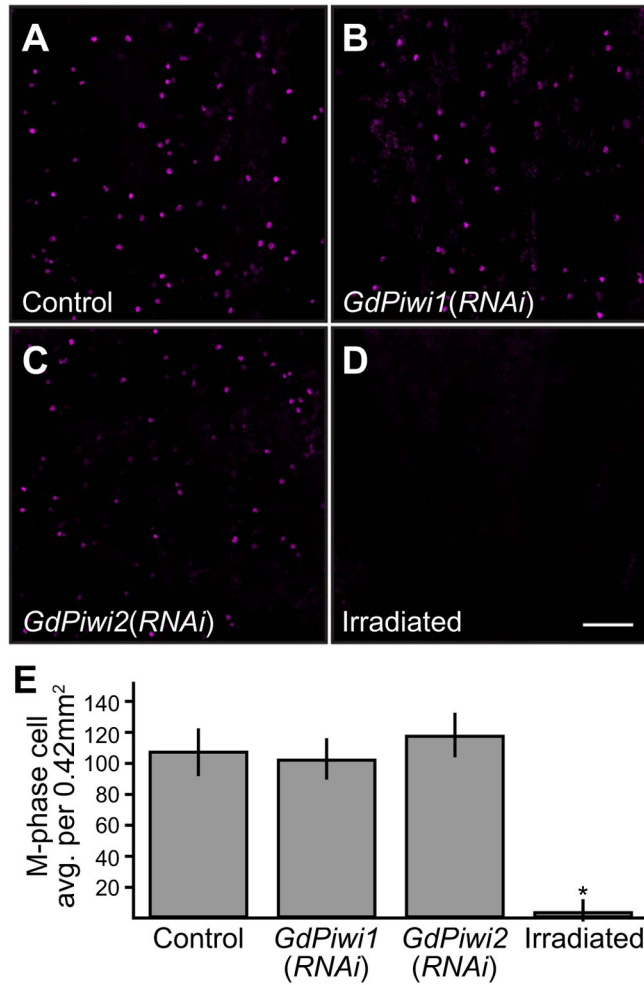 A
B
Control
GdPiwi1(RNAi)
C
D
GdPiwi2(RNAi)
Irradiated
E
M-phase cell
avg. per 0.42mm²
140
120
100
80
60
40
20
*
Control
GdPiwi1
(RNAi)
GdPiwi2
(RNAi)
Irradiated